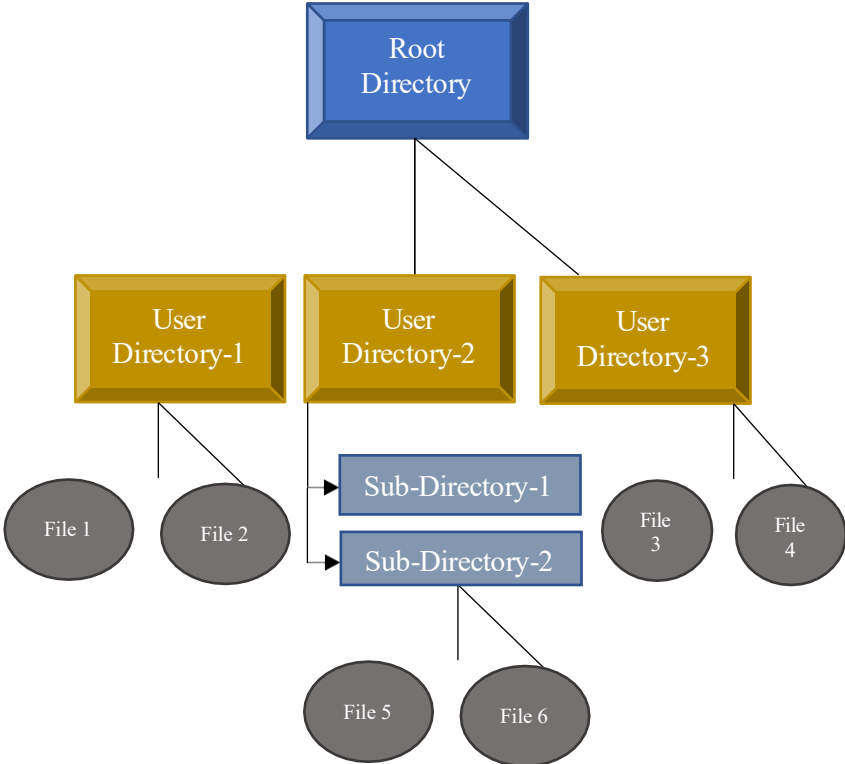 Root
Directory
User
Directory-1
User
Directory-2
User
Directory-3
Sub-Directory-1
Sub-Directory-2
File 1
File 2
File
3
File
4
File 5
File 6